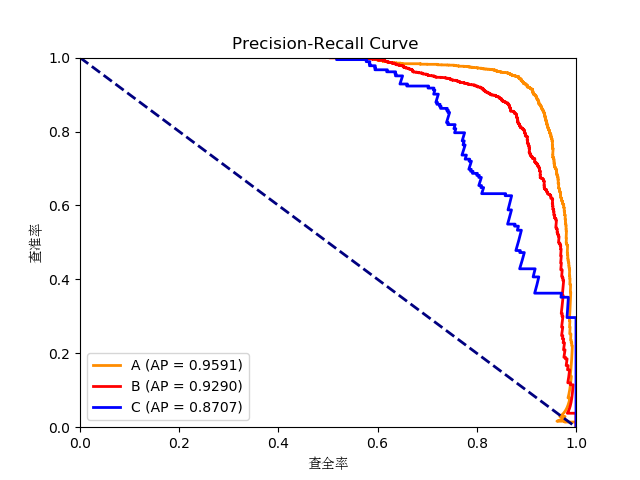 Precision-Recall Curve
查准率
1.0
0.8
0.6
0.4
0.2
0.0
A (AP = 0.9591)
B (AP = 0.9290)
C (AP = 0.8707)
0.0 0.2 0.4 0.6 0.8 1.0
查全率